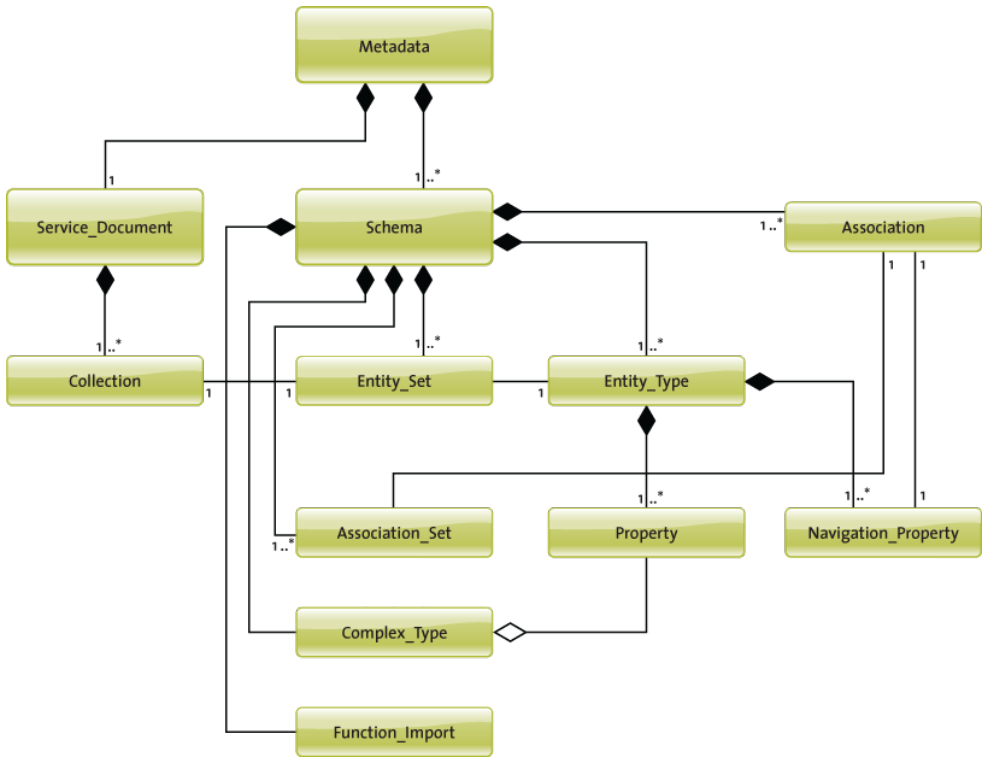 Metadata
1
1..*
Service_Document
Schema
1..*
Association
1
1
1..*
1..*
1..*
Collection
1
1
Entity_Set
1
Entity_Type
1..*
1..*
1
1..*
Association_Set
Property
Navigation_Property
Complex_Type
Function_Import